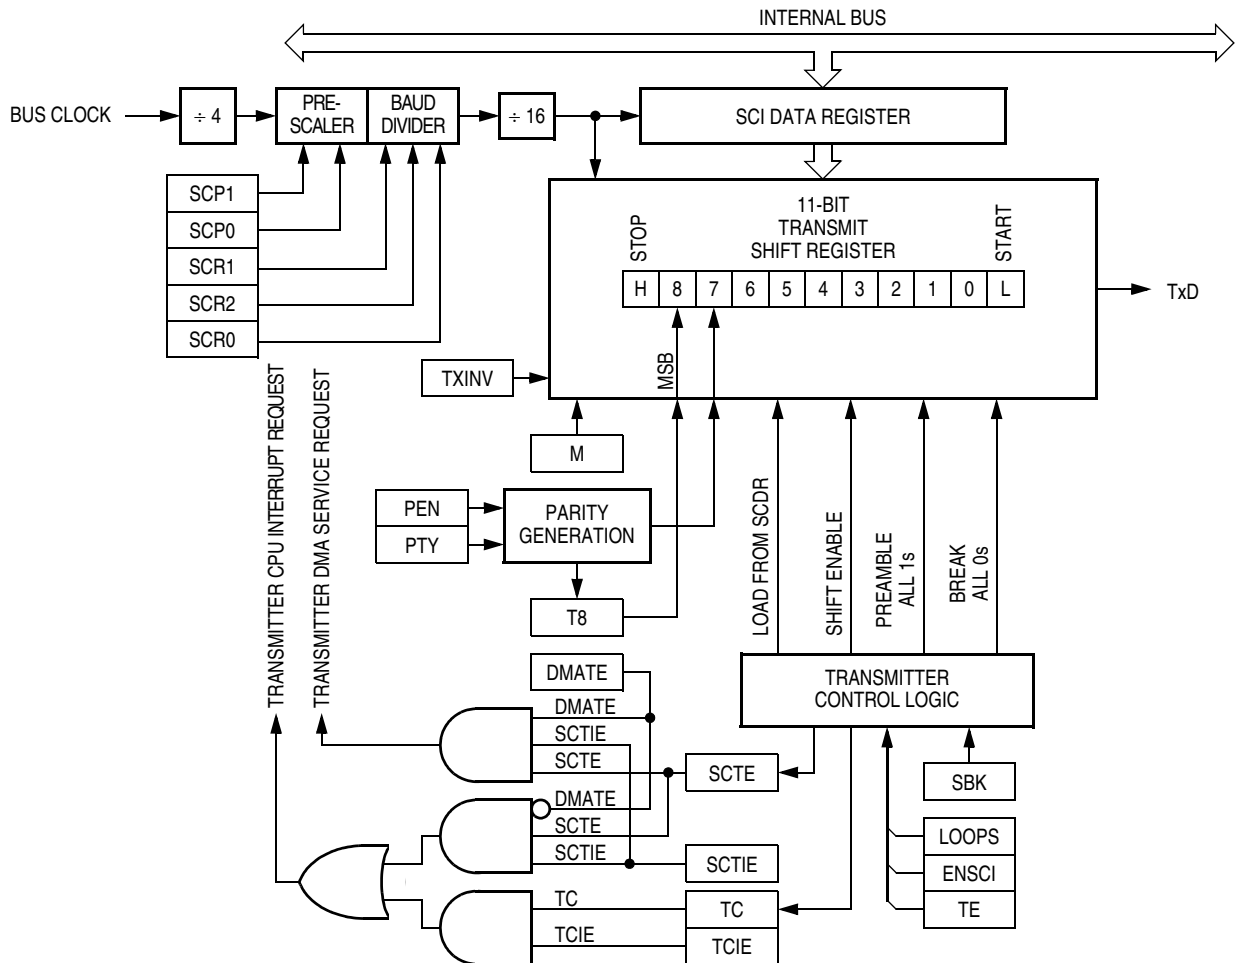 INTERNAL BUS
BUS CLOCK
÷ 4
PRE-
SCALER
BAUD
DIVIDER
÷ 16
SCI DATA REGISTER
SCP1
SCP0
SCR1
SCR2
SCR0
11-BIT
TRANSMIT
SHIFT REGISTER
STOP
START
H 8 7 6 5 4 3 2 1 0 L
TxD
TXINV
MSB
M
PEN
PTY
PARITY
GENERATION
T8
TRANSMITTER CPU INTERRUPT REQUEST
TRANSMITTER DMA SERVICE REQUEST
LOAD FROM SCDR
SHIFT ENABLE
PREAMBLE
ALL 1s
BREAK
ALL 0s
TRANSMITTER
CONTROL LOGIC
DMATE
DMATE
SCTIE
SCTE
SCTE
SBK
DMATE
SCTE
SCTIE
SCTIE
LOOPS
ENSCI
TE
TC
TC
TCIE
TCIE